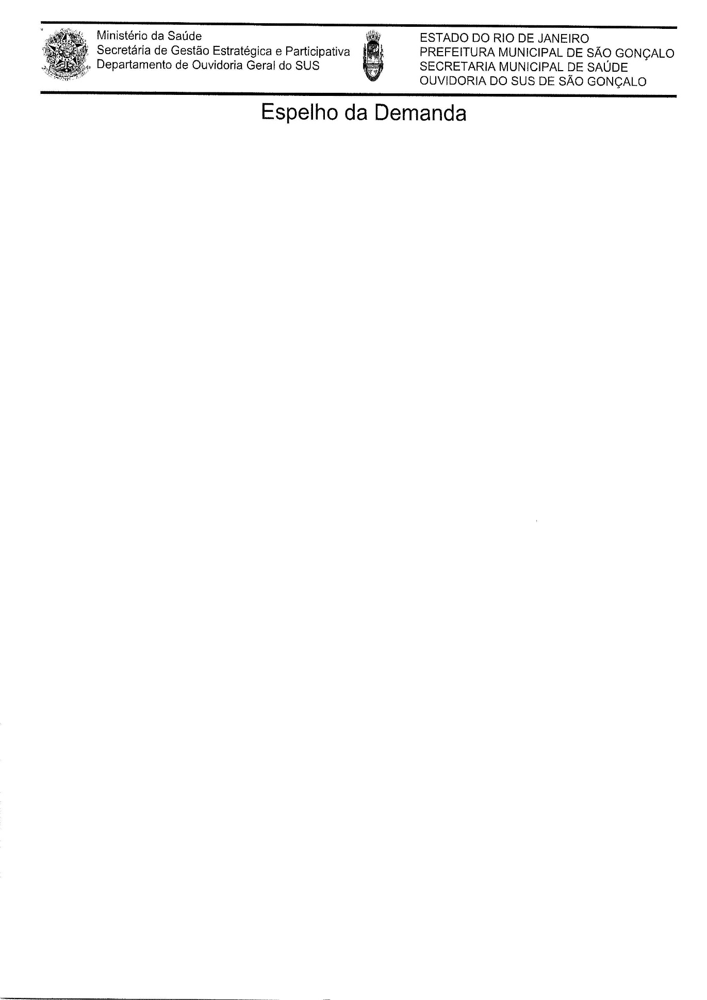 Ministério da Saúde
Secretária de Gestão Estratégica e Participativa
Departamento de Ouvidoria Geral do SUS
ESTADO DO RIO DE JANEIRO
PREFEITURA MUNICIPAL DE SÃO GONÇALO
SECRETARIA MUNICIPAL DE SAÚDE
OUVIDORIA DO SUS DE SÃO GONÇALO
Espelho da Demanda